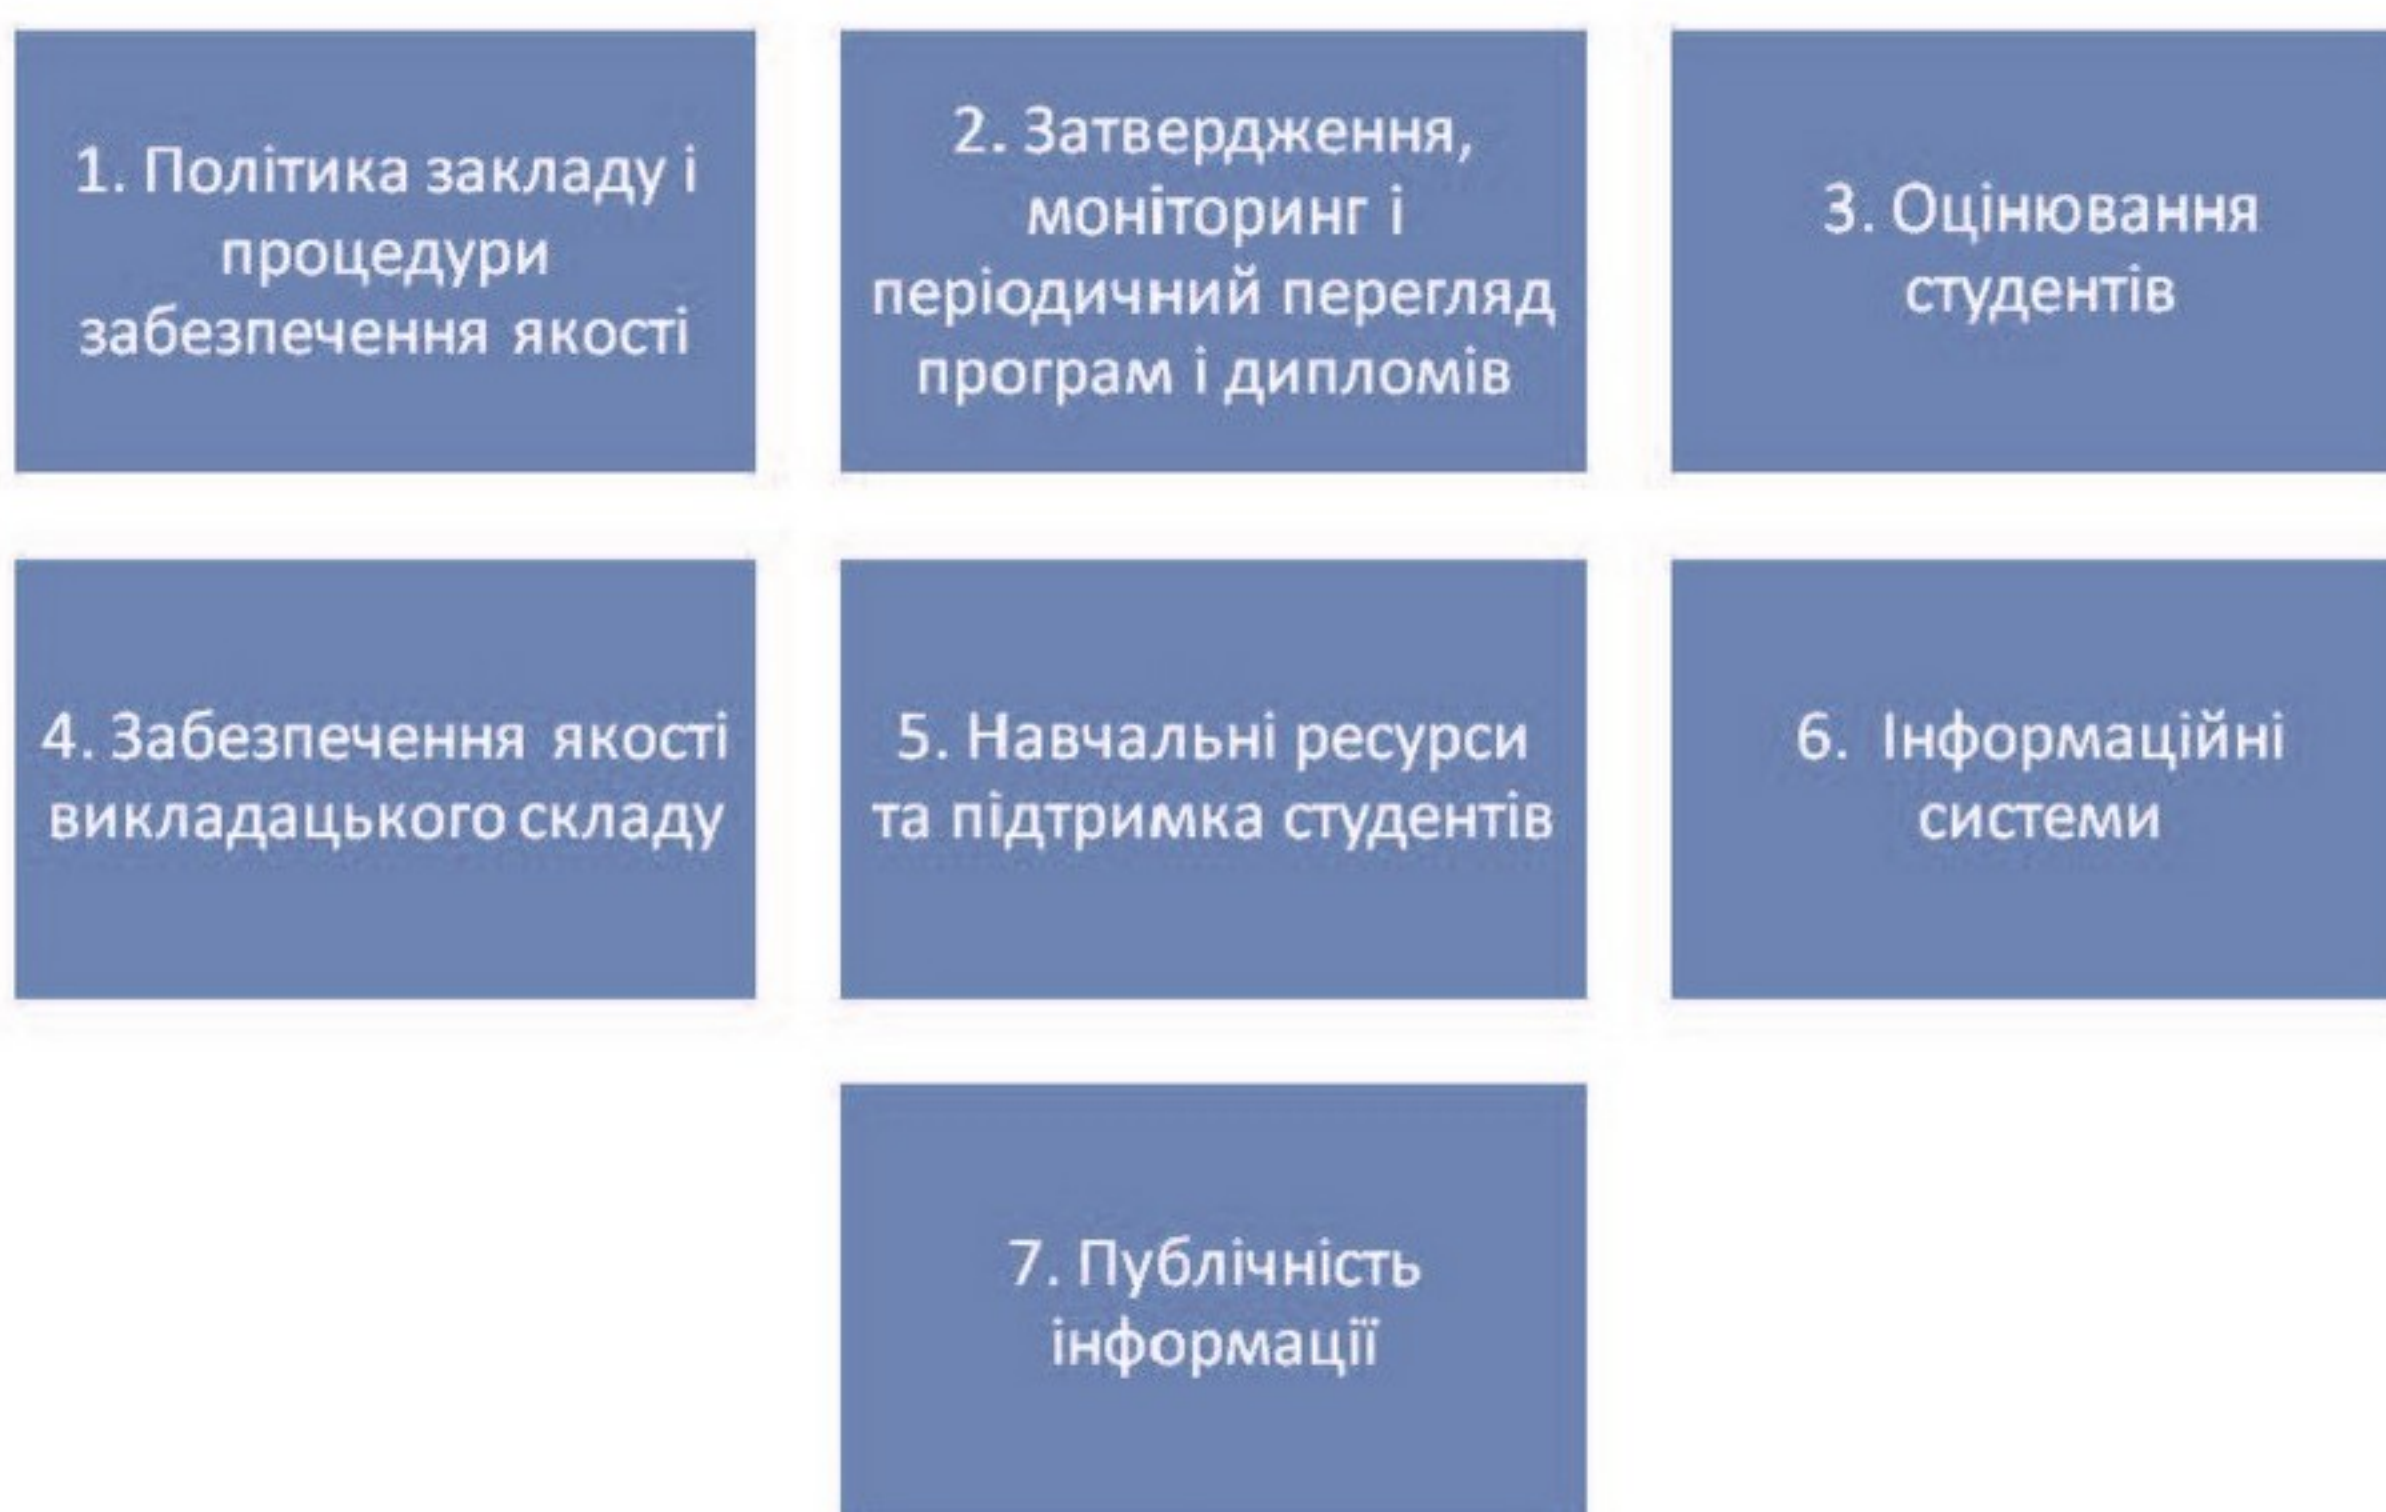 1. Політика закладу і
процедури
забезпечення якості
2. Затвердження,
моніторинг і
періодичний перегляд
програм і дипломів
3. Оцінювання
студентів
4. Забезпечення якості
викладацького складу
5. Навчальні ресурси
та підтримка студентів
6. Інформаційні
системи
7. Публічність
інформації